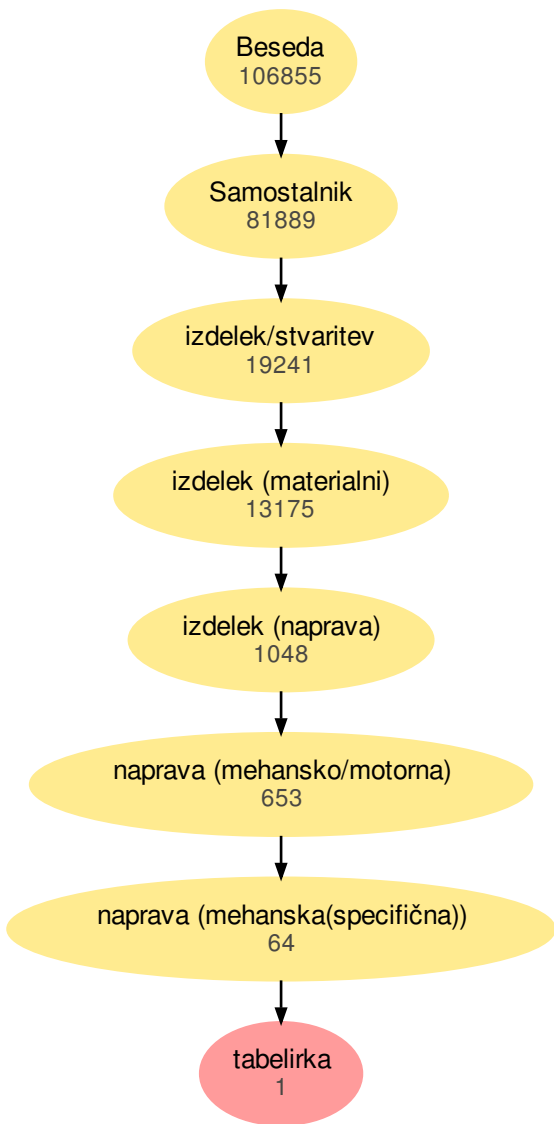 Beseda
106855
Samostalnik
81889
izdelek/stvaritev
19241
izdelek (materialni)
13175
izdelek (naprava)
1048
naprava (mehansko/motorna)
653
naprava (mehanska(specifična))
64
tabelirka
1